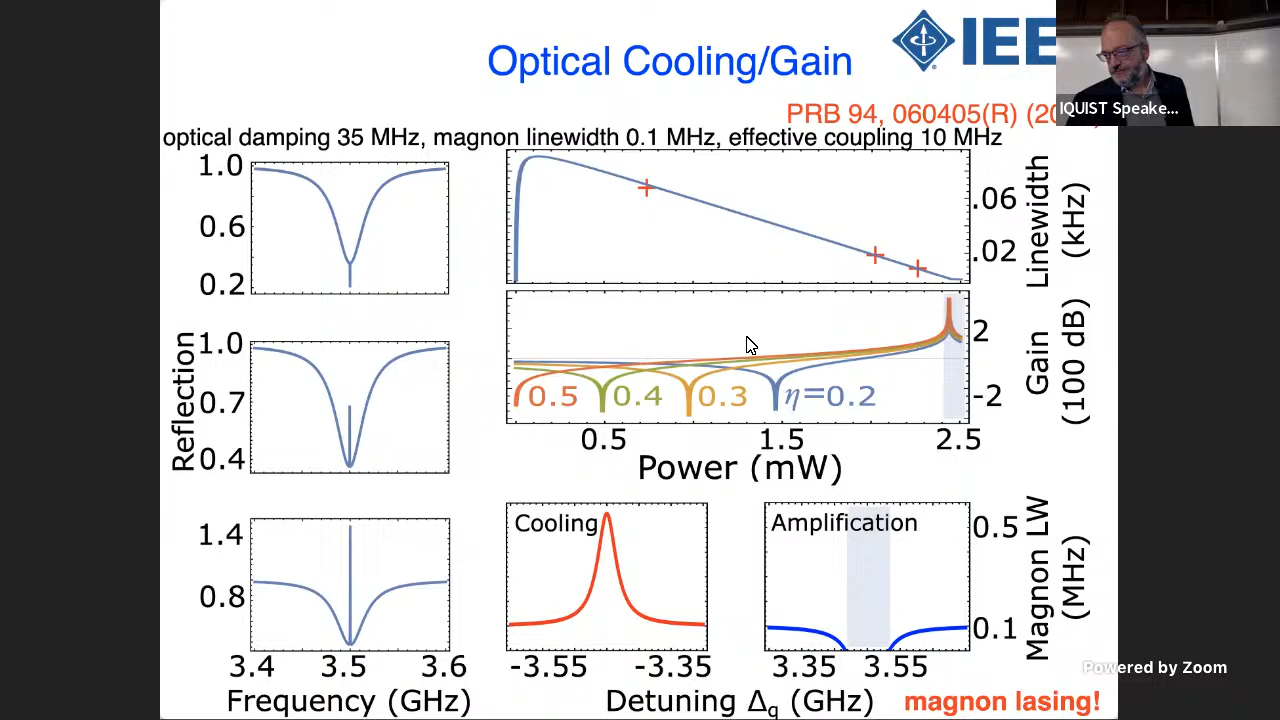 Optical Cooling/Gain
IEE
PRB 94, 060405(R) (20
IQUIST Speake...
optical damping 35 MHz, magnon linewidth 0.1 MHz, effective coupling 10 MHz
1.0
0.6
0.2
Reflection
1.0
0.7
0.4
1.4
0.8
3.4 3.5 3.6
Frequency (GHz)
.06
.02
Linewidth
(kHz)
2
-2
Gain
(100 dB)
0.5 0.4 0.3 η=0.2
0.5 1.5 2.5
Power (mW)
Cooling
Amplification
0.5
0.1
Magnon LW
(MHz)
-3.55 -3.35 3.35 3.55
Detuning Δq (GHz)
magnon lasing!
Powered by Zoom